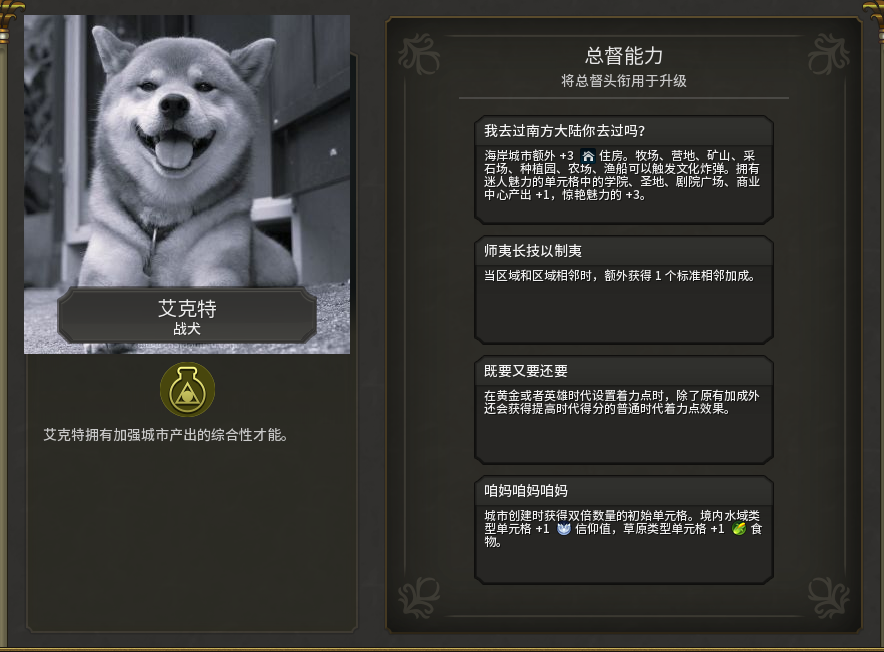 艾克特
战犬
艾克特拥有加强城市产出的综合性才能。
总督能力
将总督头衔用于升级
我去过南方大陆你去过吗?
海岸城市额外 +3 住房。牧场、营地、矿山、采
石场、种植园、农场、渔船可以触发文化炸弹。拥有
迷人魅力的单元格中的学院、圣地、剧院广场、商业
中心产出 +1，惊艳魅力的 +3。
师夷长技以制夷
当区域和区域相邻时，额外获得 1 个标准相邻加成。
既要又要还要
在黄金或者英雄时代设置着力点时，除了原有加成外
还会获得提高时代得分的普通时代着力点效果。
咱妈咱妈咱妈
城市创建时获得双倍数量的初始单元格。境内水域类
型单元格 +1 信仰值，草原类型单元格 +1 食
物。